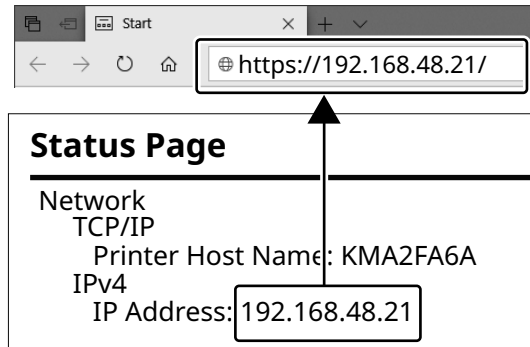 Start
https://192.168.48.21/
Status Page
Network
TCP/IP
Printer Host Name: KMA2FA6A
IPv4
IP Address: 192.168.48.21